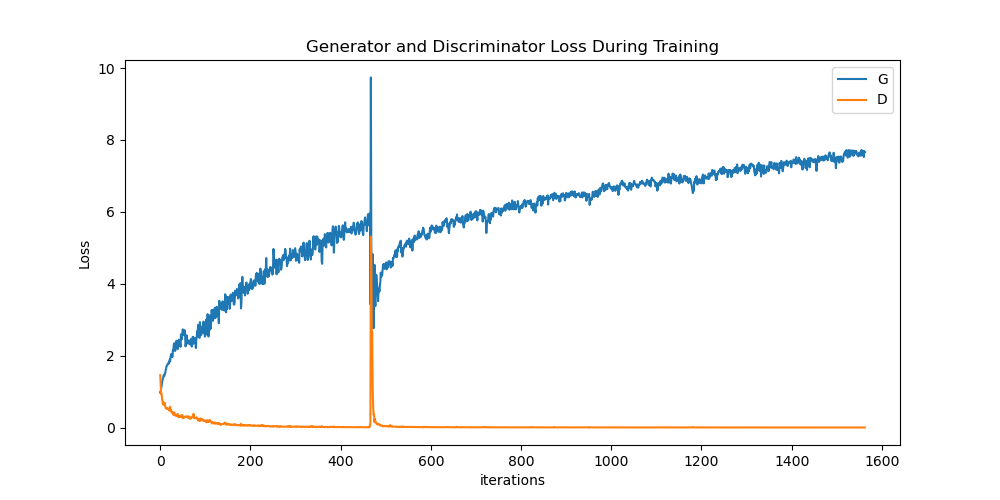 Generator and Discriminator Loss During Training
10
8
6
4
2
0
Loss
G
D
0 200 400 600 800 1000 1200 1400 1600
iterations